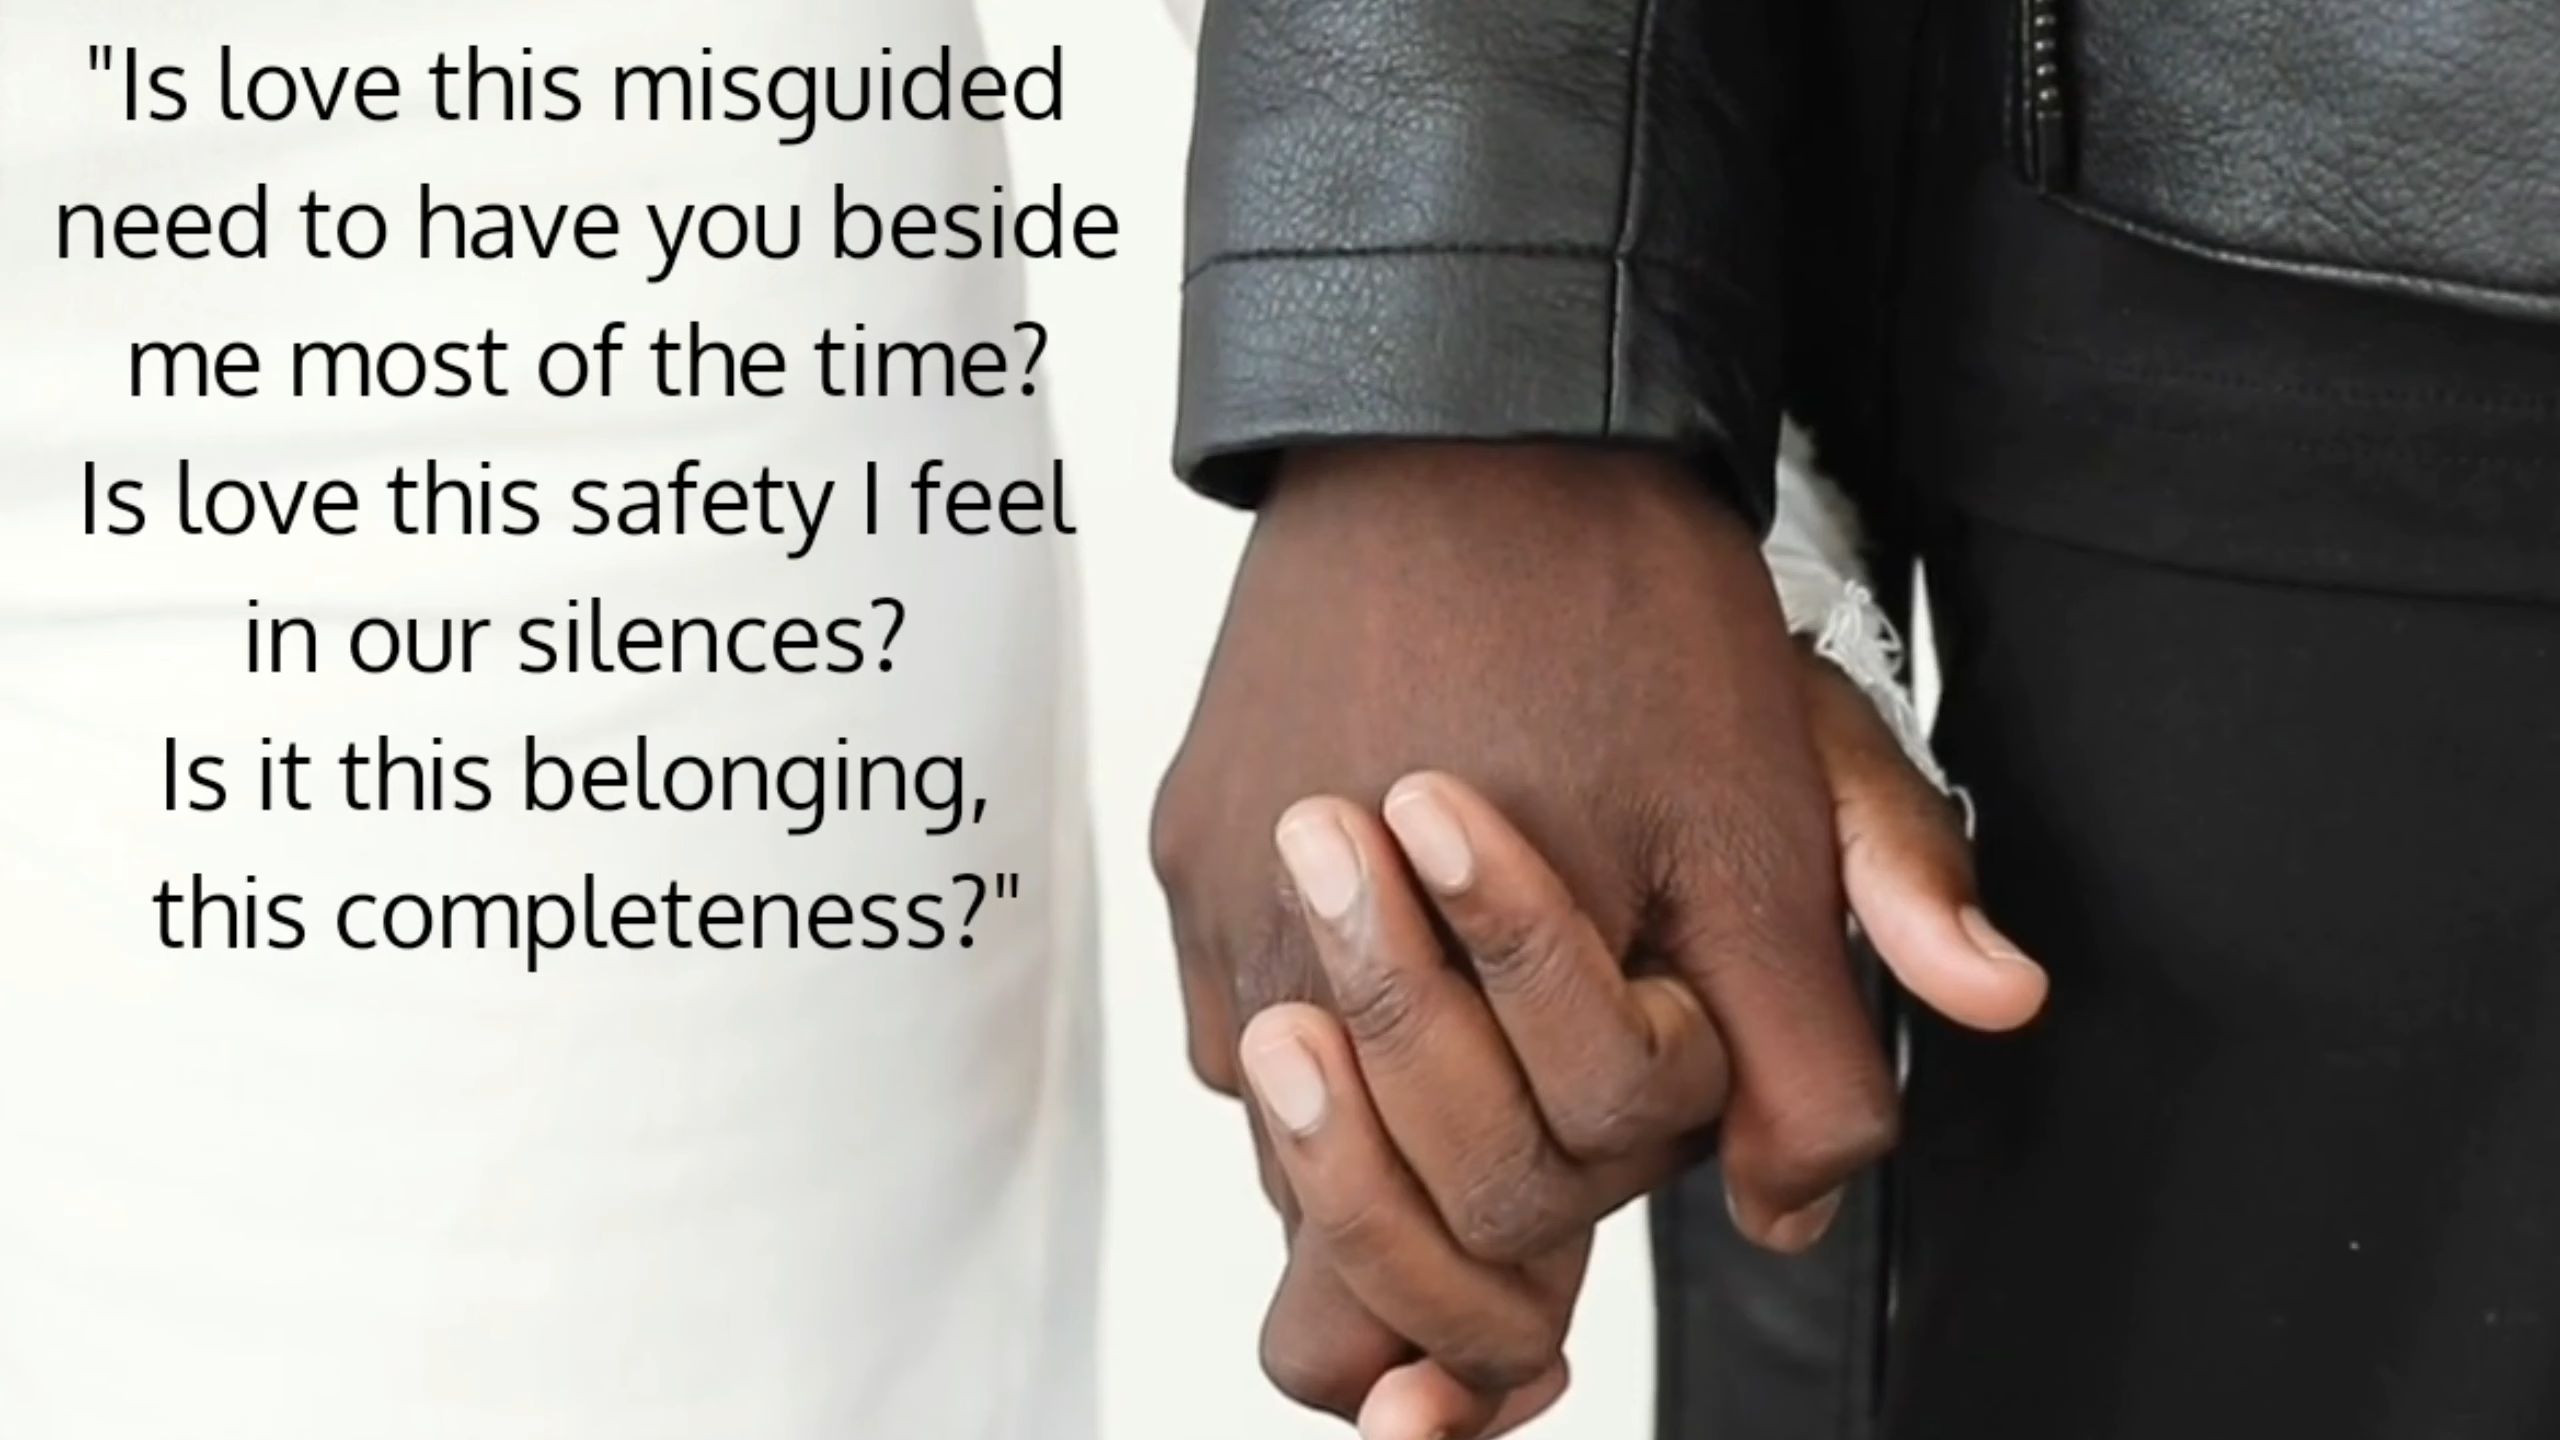 "Is love this misguided
need to have you beside
me most of the time?
Is love this safety I feel
in our silences?
Is it this belonging,
this completeness?"